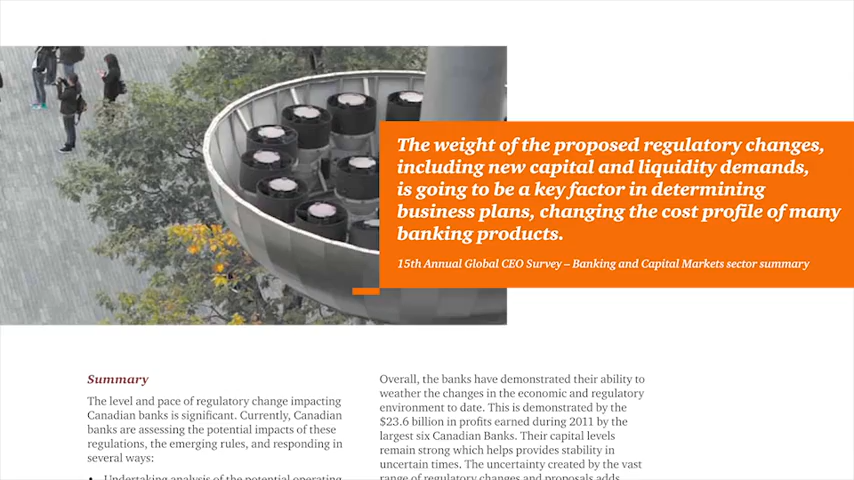 The weight of the proposed regulatory changes,
including new capital and liquidity demands,
is going to be a key factor in determining
business plans, changing the cost profile of many
banking products.
15th Annual Global CEO Survey – Banking and Capital Markets sector summary
Summary
The level and pace of regulatory change impacting
Canadian banks is significant. Currently, Canadian
banks are assessing the potential impacts of these
regulations, the emerging rules, and responding in
several ways:
• Undertaking analysis of the potential operating
Overall, the banks have demonstrated their ability to
weather the changes in the economic and regulatory
environment to date. This is demonstrated by the
$23.6 billion in profits earned during 2011 by the
largest six Canadian Banks. Their capital levels
remain strong which helps provides stability in
uncertain times. The uncertainty created by the vast
range of regulatory changes and proposals adds